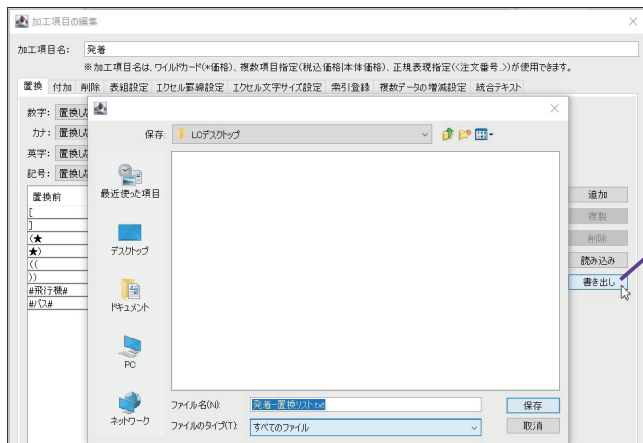 加工項目の編集
加工項目名: 発着
※加工項目名は、ワイルドカード(*価格)、複数項目指定(税込価格|本体価格)、正規表現指定(<注文番号.>)が使用できます。
置換 付加 削除 表組設定 エクセル罫線設定 エクセル文字サイズ設定 索引登録 複数データの増減設定 統合テキスト
数字: 置換し
カナ: 置換し
英字: 置換し
記号: 置換し
置換前
[
]
(★
★)
((
))
#飛行機#
#バス#
保存: LCデスクトップ
最近使った項目
デスクトップ
ドキュメント
PC
ネットワーク
ファイル名(N): 発着-置換リスト.txt
ファイルのタイプ(T): すべてのファイル
保存
取消
追加
複製
削除
読み込み
書き出し